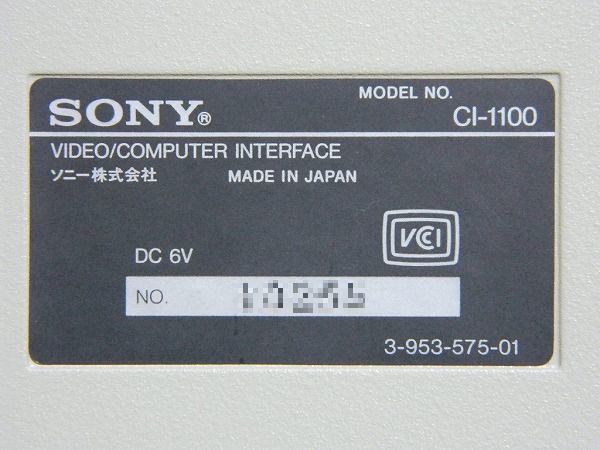 MODEL NO.
SONY® CI-1100
VIDEO/COMPUTER INTERFACE
ソニー株式会社 MADE IN JAPAN
VCI
DC 6V
NO.
3-953-575-01